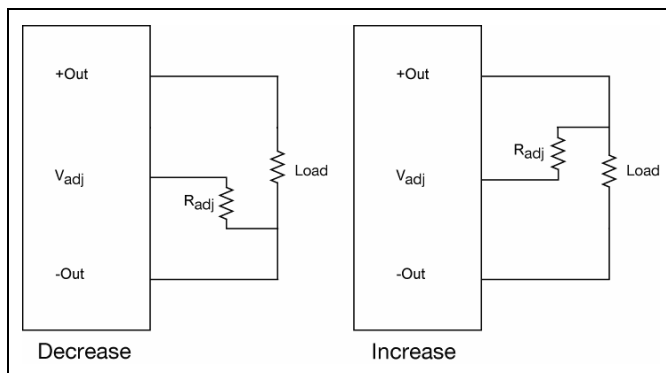 +Out
Vadj
Radj
Load
-Out
Decrease
+Out
Radj
Vadj
Load
-Out
Increase